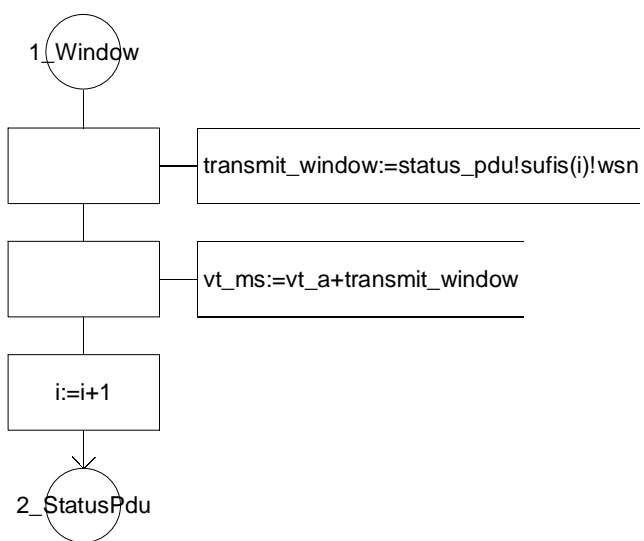 1_Window
transmit_window:=status_pdu!sufis(i)!wsn
vt_ms:=vt_a+transmit_window
i:=i+1
2_StatusPdu